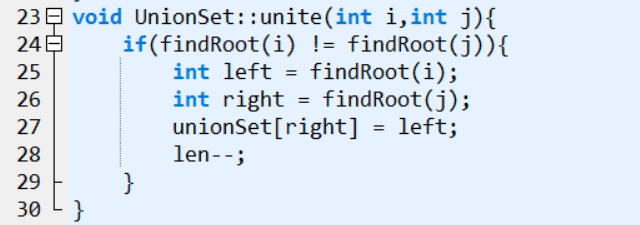 23 void UnionSet::unite(int i,int j){
24 if(findRoot(i) != findRoot(j)){
25 int left = findRoot(i);
26 int right = findRoot(j);
27 unionSet[right] = left;
28 len--;
29 }
30 }